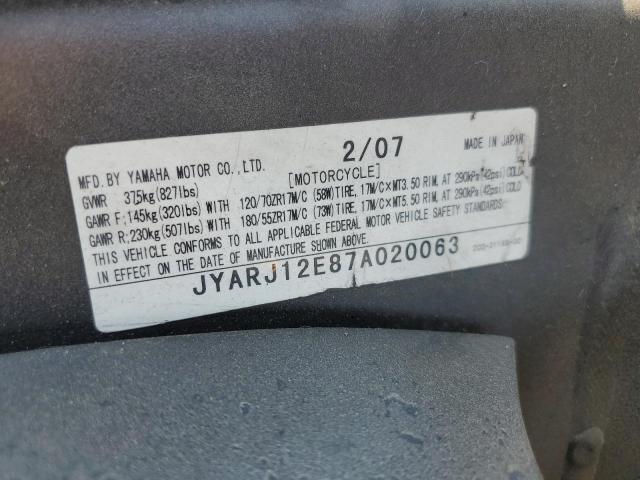 MFD. BY YAMAHA MOTOR CO., LTD. 2/07 MADE IN JAPAN
[MOTORCYCLE]
GVWR 375kg(827lbs)
GAWR F;145kg(320lbs) WITH 120/70ZR17M/C (58W)TIRE, 17M/C×MT3.50 RIM, AT 290kPa(42psi)COLD
GAWR R;230kg(507lbs) WITH 180/55ZR17M/C (73W)TIRE, 17M/C×MT5.50 RIM, AT 290kPa(42psi)COLD
THIS VEHICLE CONFORMS TO ALL APPLICABLE FEDERAL MOTOR VEHICLE SAFETY STANDARDS
IN EFFECT ON THE DATE OF MANUFACTURE SHOWN ABOVE.
JYARJ12E87A020063